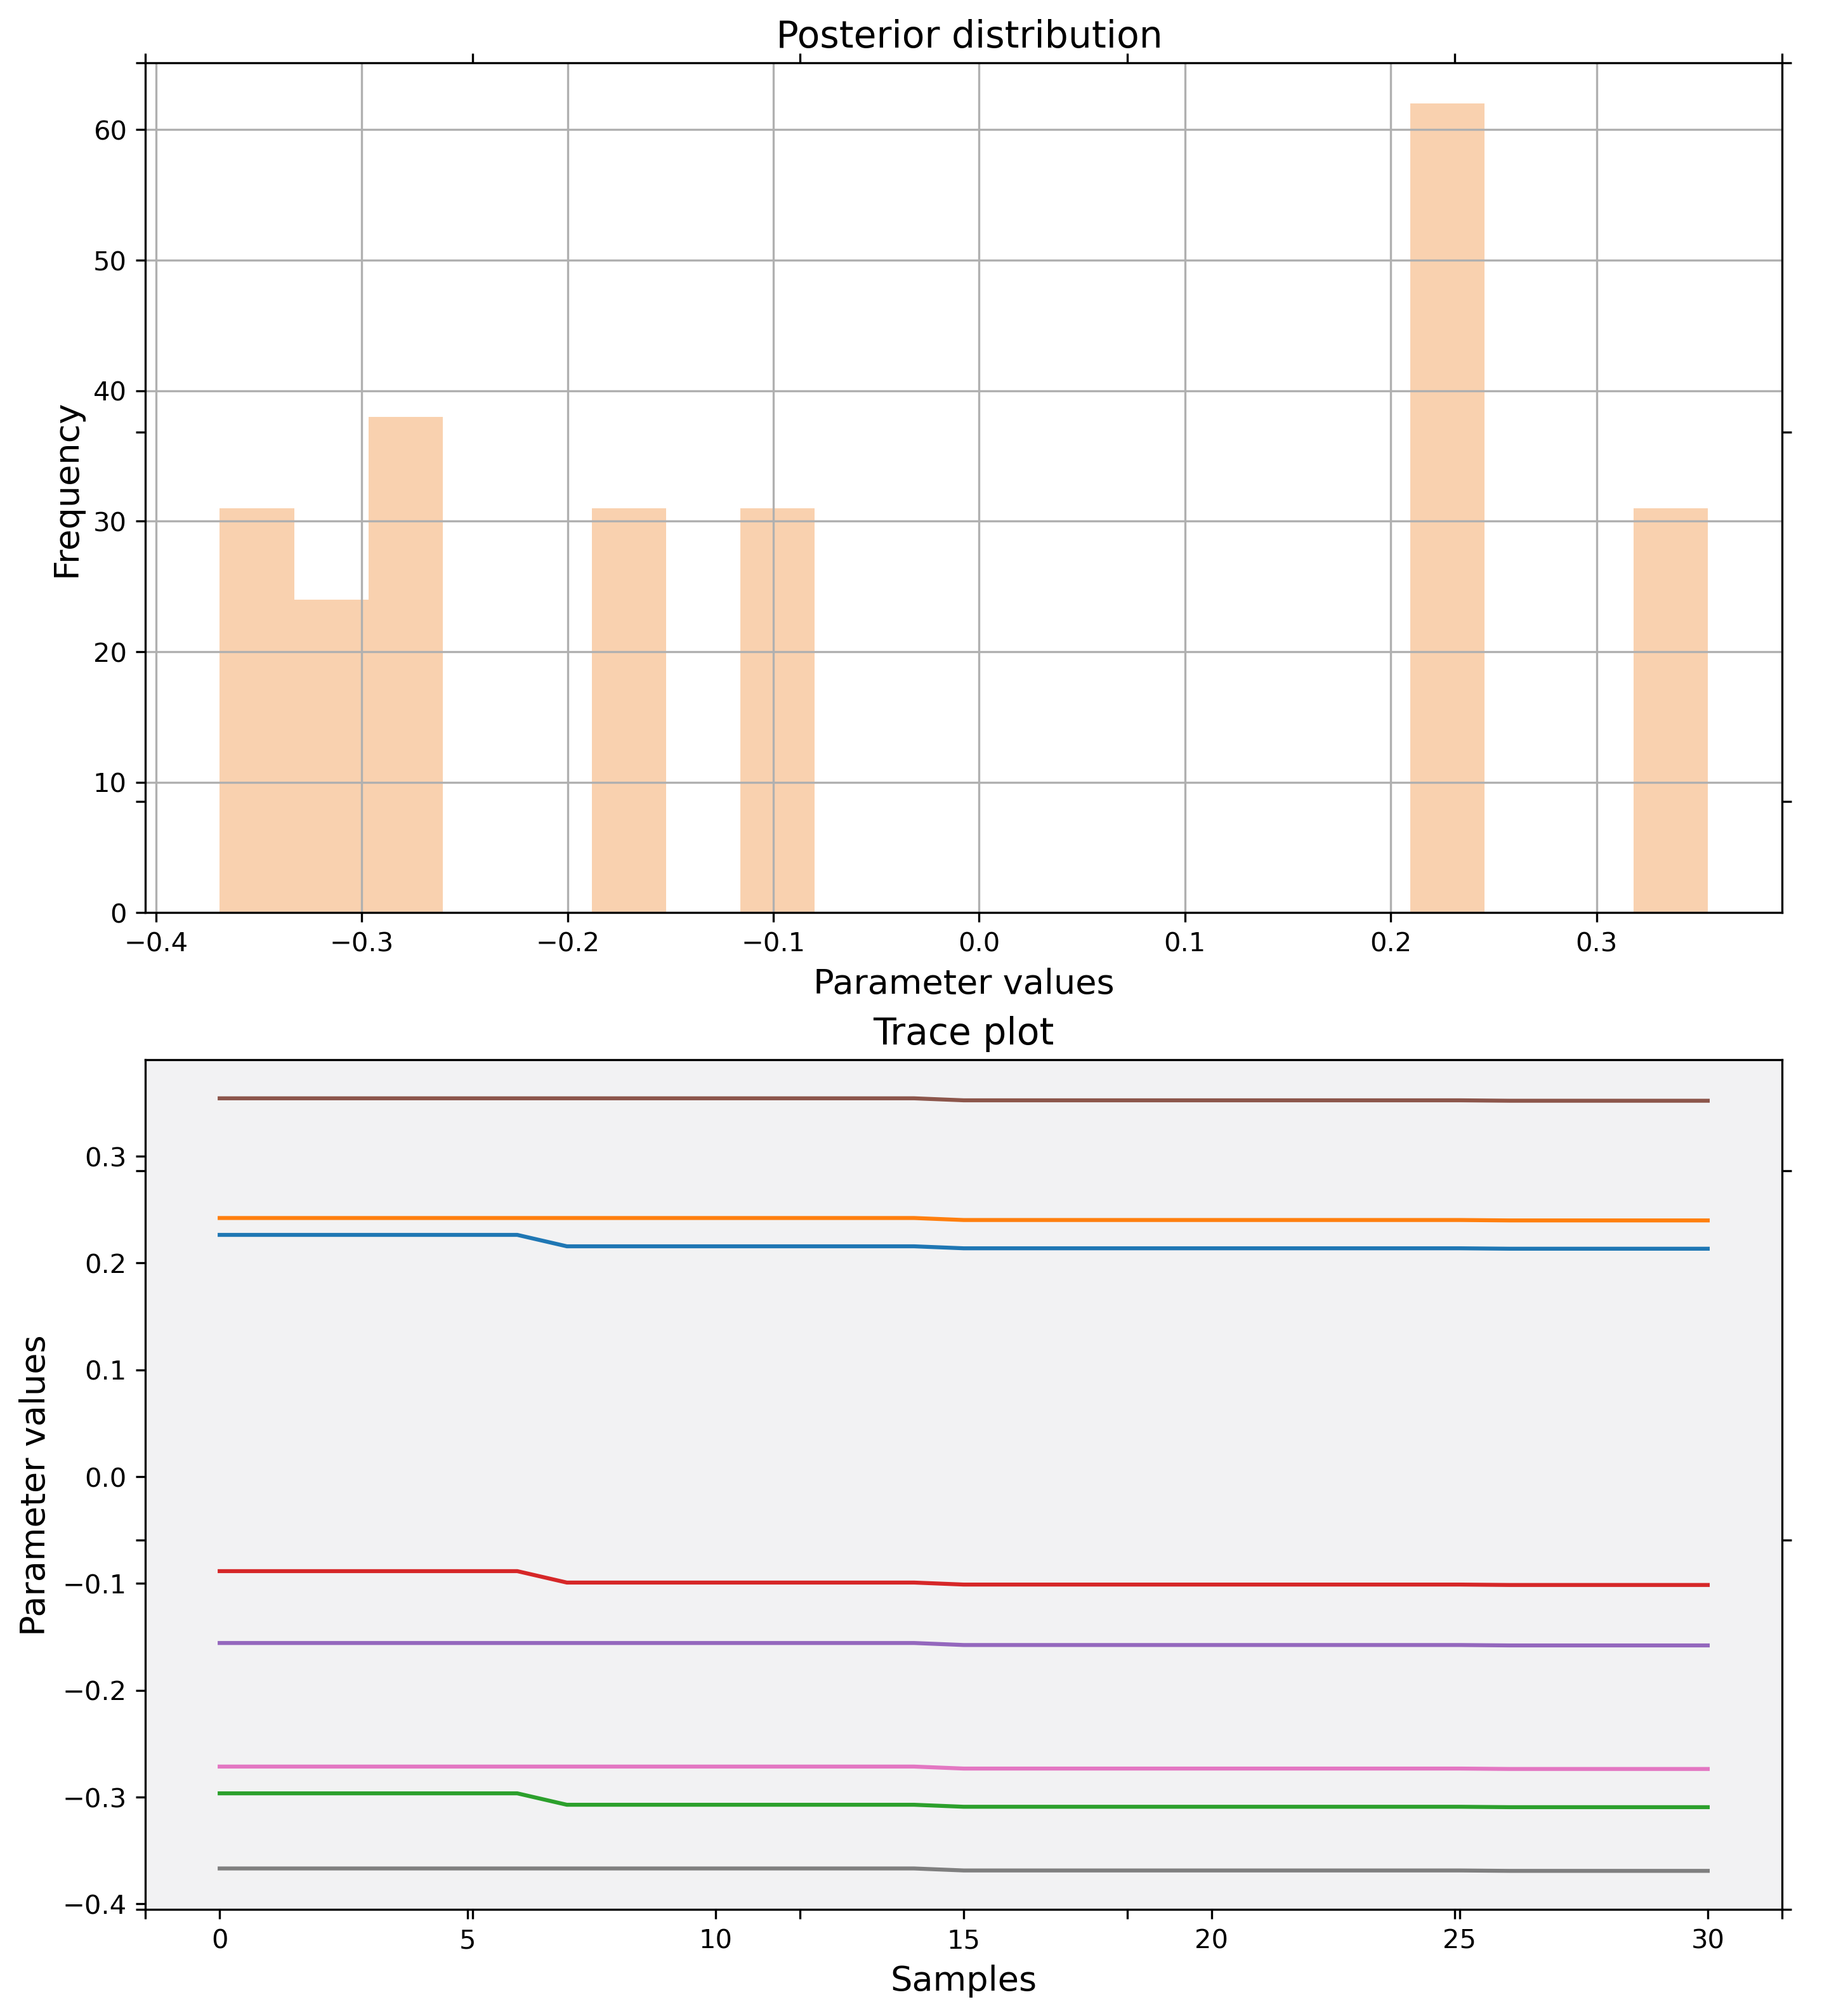 Posterior distribution
60
50
40
30
20
10
0
Frequency
−0.4 −0.3 −0.2 −0.1 0.0 0.1 0.2 0.3
Parameter values
Trace plot
0.3
0.2
0.1
0.0
−0.1
−0.2
−0.3
−0.4
Parameter values
0 5 10 15 20 25 30
Samples